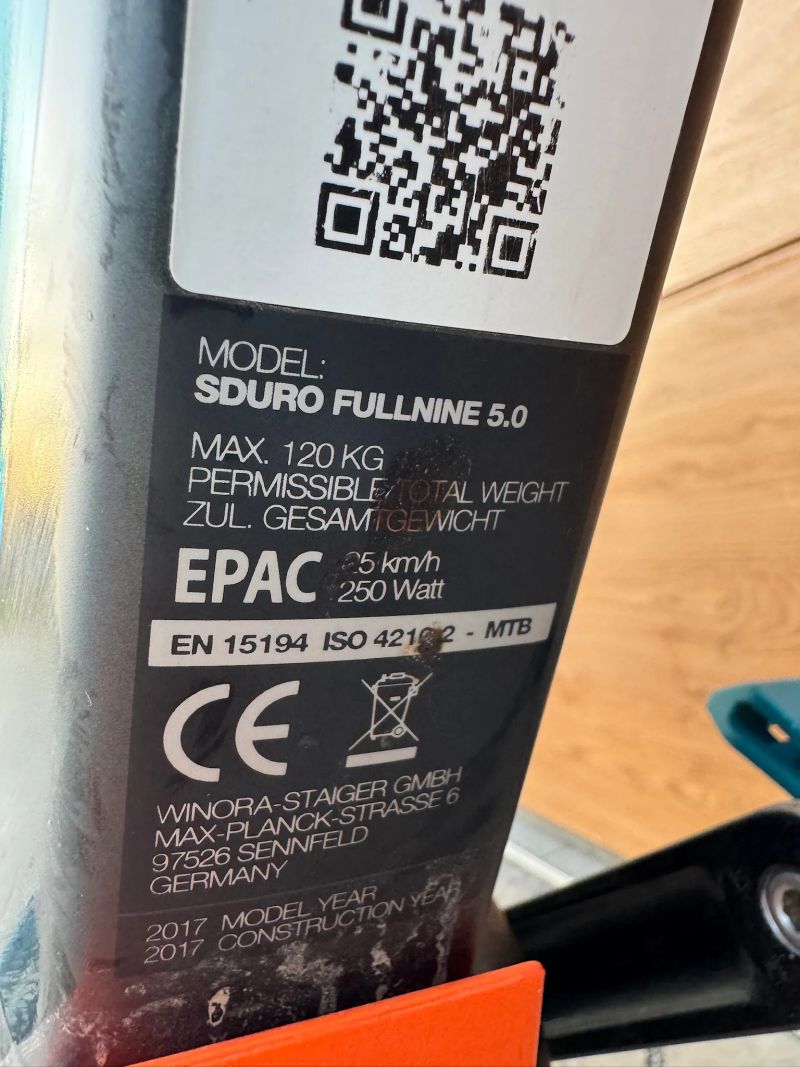 MODEL:
SDURO FULLNINE 5.0
MAX. 120 KG
PERMISSIBLE TOTAL WEIGHT
ZUL. GESAMTGEWICHT
EPAC 25 km/h
250 Watt
EN 15194 ISO 4210-2 - MTB
CE
WINORA-STAIGER GMBH
MAX-PLANCK-STRASSE 6
97526 SENNFELD
GERMANY
2017 MODEL YEAR
2017 CONSTRUCTION YEAR